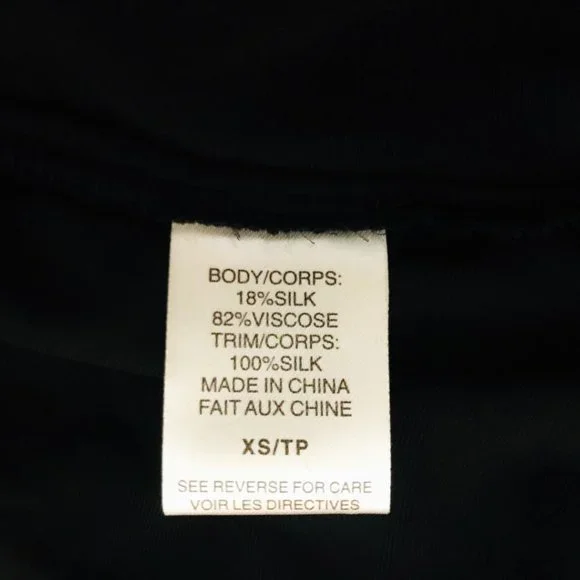 BODY/CORPS:
18%SILK
82%VISCOSE
TRIM/CORPS:
100%SILK
MADE IN CHINA
FAIT AUX CHINE
XS/TP
SEE REVERSE FOR CARE
VOIR LES DIRECTIVES